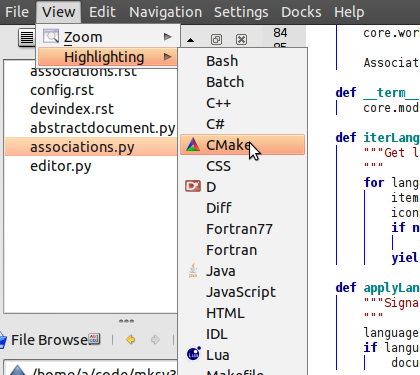 File View Edit Navigation Settings Docks Help
Zoom
Highlighting
Bash
Batch
C++
C#
CMake
CSS
D
Diff
Fortran77
Fortran
Java
JavaScript
HTML
IDL
Lua
Makefile
associations.rst
config.rst
devindex.rst
abstractdocument.py
associations.py
editor.py
File Browse
/home/a/code/mksv3
84
85
core.wor
Associat
def __term__
core.mod
def iterLang
"""Get l
"""
for lang
item
icon
if n
yiel
def applyLan
"""Signa
"""
language
if langu
docu